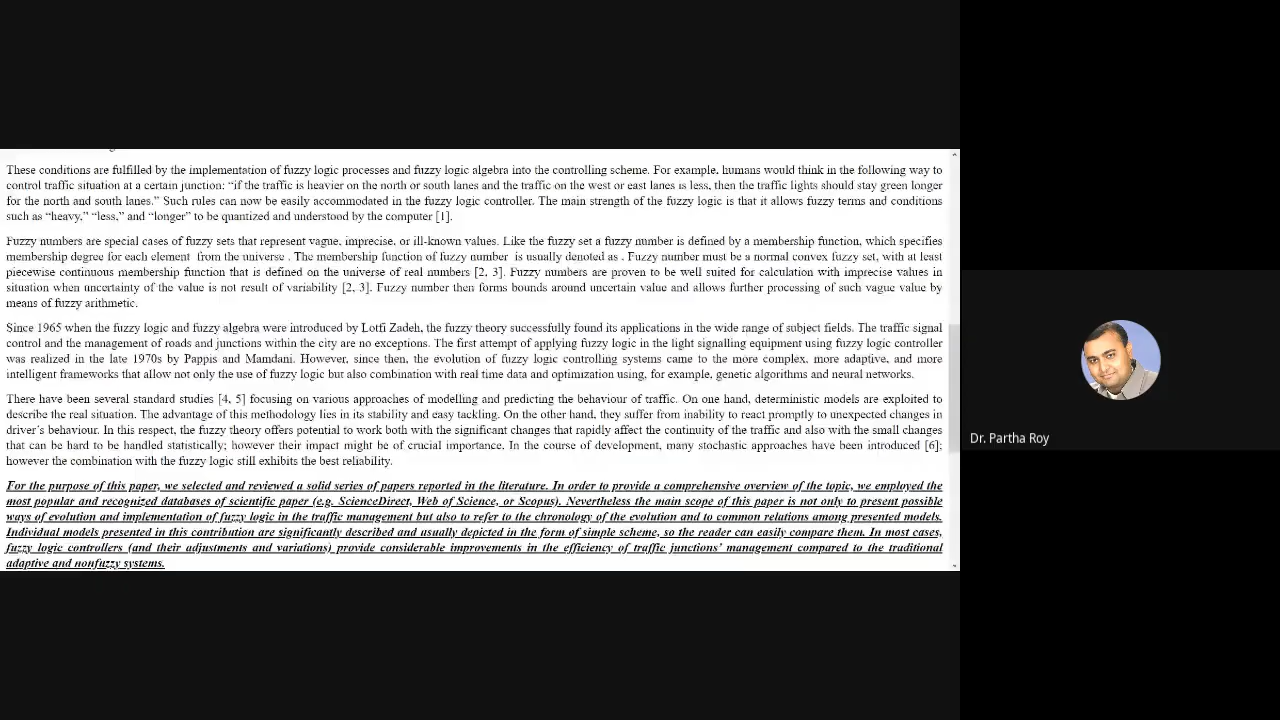 These conditions are fulfilled by the implementation of fuzzy logic processes and fuzzy logic algebra into the controlling scheme. For example, humans would think in the following way to
control traffic situation at a certain junction: “if the traffic is heavier on the north or south lanes and the traffic on the west or east lanes is less, then the traffic lights should stay green longer
for the north and south lanes.” Such rules can now be easily accommodated in the fuzzy logic controller. The main strength of the fuzzy logic is that it allows fuzzy terms and conditions
such as “heavy,” “less,” and “longer” to be quantized and understood by the computer [1].
Fuzzy numbers are special cases of fuzzy sets that represent vague, imprecise, or ill-known values. Like the fuzzy set a fuzzy number is defined by a membership function, which specifies
membership degree for each element from the universe . The membership function of fuzzy number is usually denoted as . Fuzzy number must be a normal convex fuzzy set, with at least
piecewise continuous membership function that is defined on the universe of real numbers [2, 3]. Fuzzy numbers are proven to be well suited for calculation with imprecise values in
situation when uncertainty of the value is not result of variability [2, 3]. Fuzzy number then forms bounds around uncertain value and allows further processing of such vague value by
means of fuzzy arithmetic.
Since 1965 when the fuzzy logic and fuzzy algebra were introduced by Lotfi Zadeh, the fuzzy theory successfully found its applications in the wide range of subject fields. The traffic signal
control and the management of roads and junctions within the city are no exceptions. The first attempt of applying fuzzy logic in the light signalling equipment using fuzzy logic controller
was realized in the late 1970s by Pappis and Mamdani. However, since then, the evolution of fuzzy logic controlling systems came to the more complex, more adaptive, and more
intelligent frameworks that allow not only the use of fuzzy logic but also combination with real time data and optimization using, for example, genetic algorithms and neural networks.
There have been several standard studies [4, 5] focusing on various approaches of modelling and predicting the behaviour of traffic. On one hand, deterministic models are exploited to
describe the real situation. The advantage of this methodology lies in its stability and easy tackling. On the other hand, they suffer from inability to react promptly to unexpected changes in
driver’s behaviour. In this respect, the fuzzy theory offers potential to work both with the significant changes that rapidly affect the continuity of the traffic and also with the small changes
that can be hard to be handled statistically; however their impact might be of crucial importance. In the course of development, many stochastic approaches have been introduced [6];
however the combination with the fuzzy logic still exhibits the best reliability.
For the purpose of this paper, we selected and reviewed a solid series of papers reported in the literature. In order to provide a comprehensive overview of the topic, we employed the
most popular and recognized databases of scientific paper (e.g. ScienceDirect, Web of Science, or Scopus). Nevertheless the main scope of this paper is not only to present possible
ways of evolution and implementation of fuzzy logic in the traffic management but also to refer to the chronology of the evolution and to common relations among presented models.
Individual models presented in this contribution are significantly described and usually depicted in the form of simple scheme, so the reader can easily compare them. In most cases,
fuzzy logic controllers (and their adjustments and variations) provide considerable improvements in the efficiency of traffic junctions’ management compared to the traditional
adaptive and nonfuzzy systems.
Dr. Partha Roy